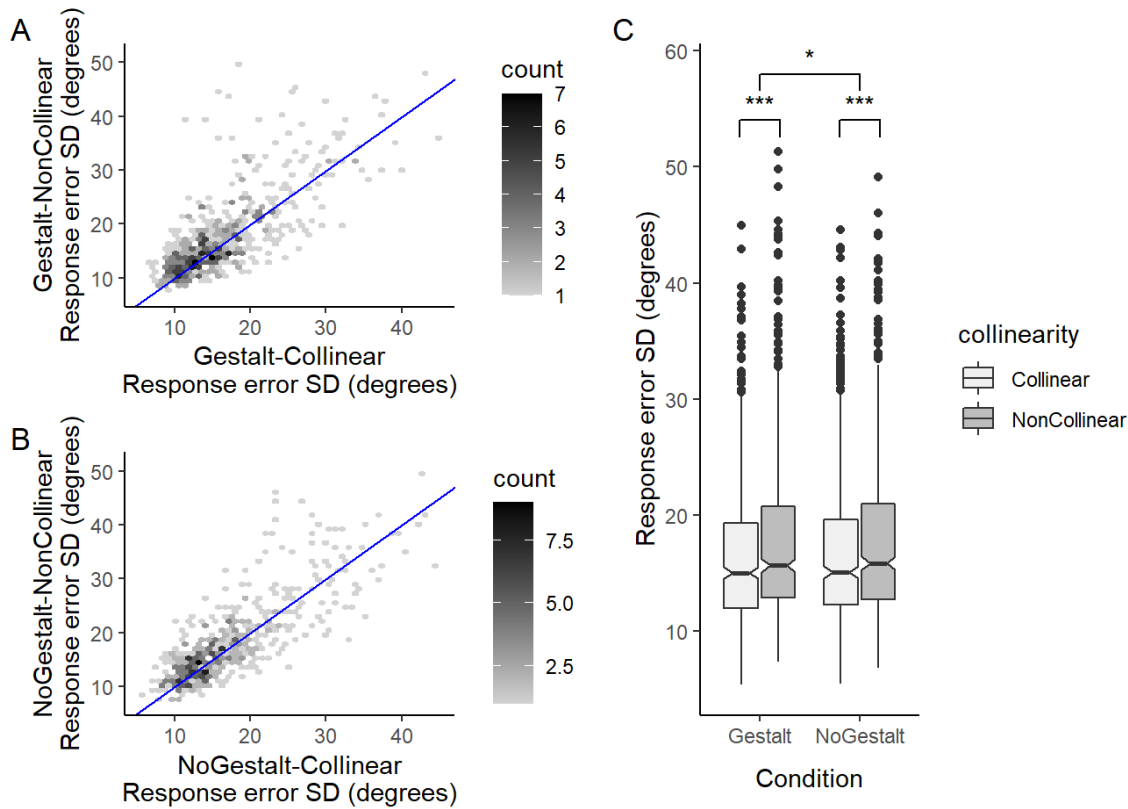 A
Gestalt-NonCollinear
Response error SD (degrees)
50
40
30
20
10
10
20
30
40
Gestalt-Collinear
Response error SD (degrees)
count
7
6
5
4
3
2
1
B
NoGestalt-NonCollinear
Response error SD (degrees)
50
40
30
20
10
10
20
30
40
NoGestalt-Collinear
Response error SD (degrees)
count
7.5
5.0
2.5
C
Response error SD (degrees)
60
50
40
30
20
10
*
*** ***
Gestalt NoGestalt
Condition
collinearity
Collinear
NonCollinear